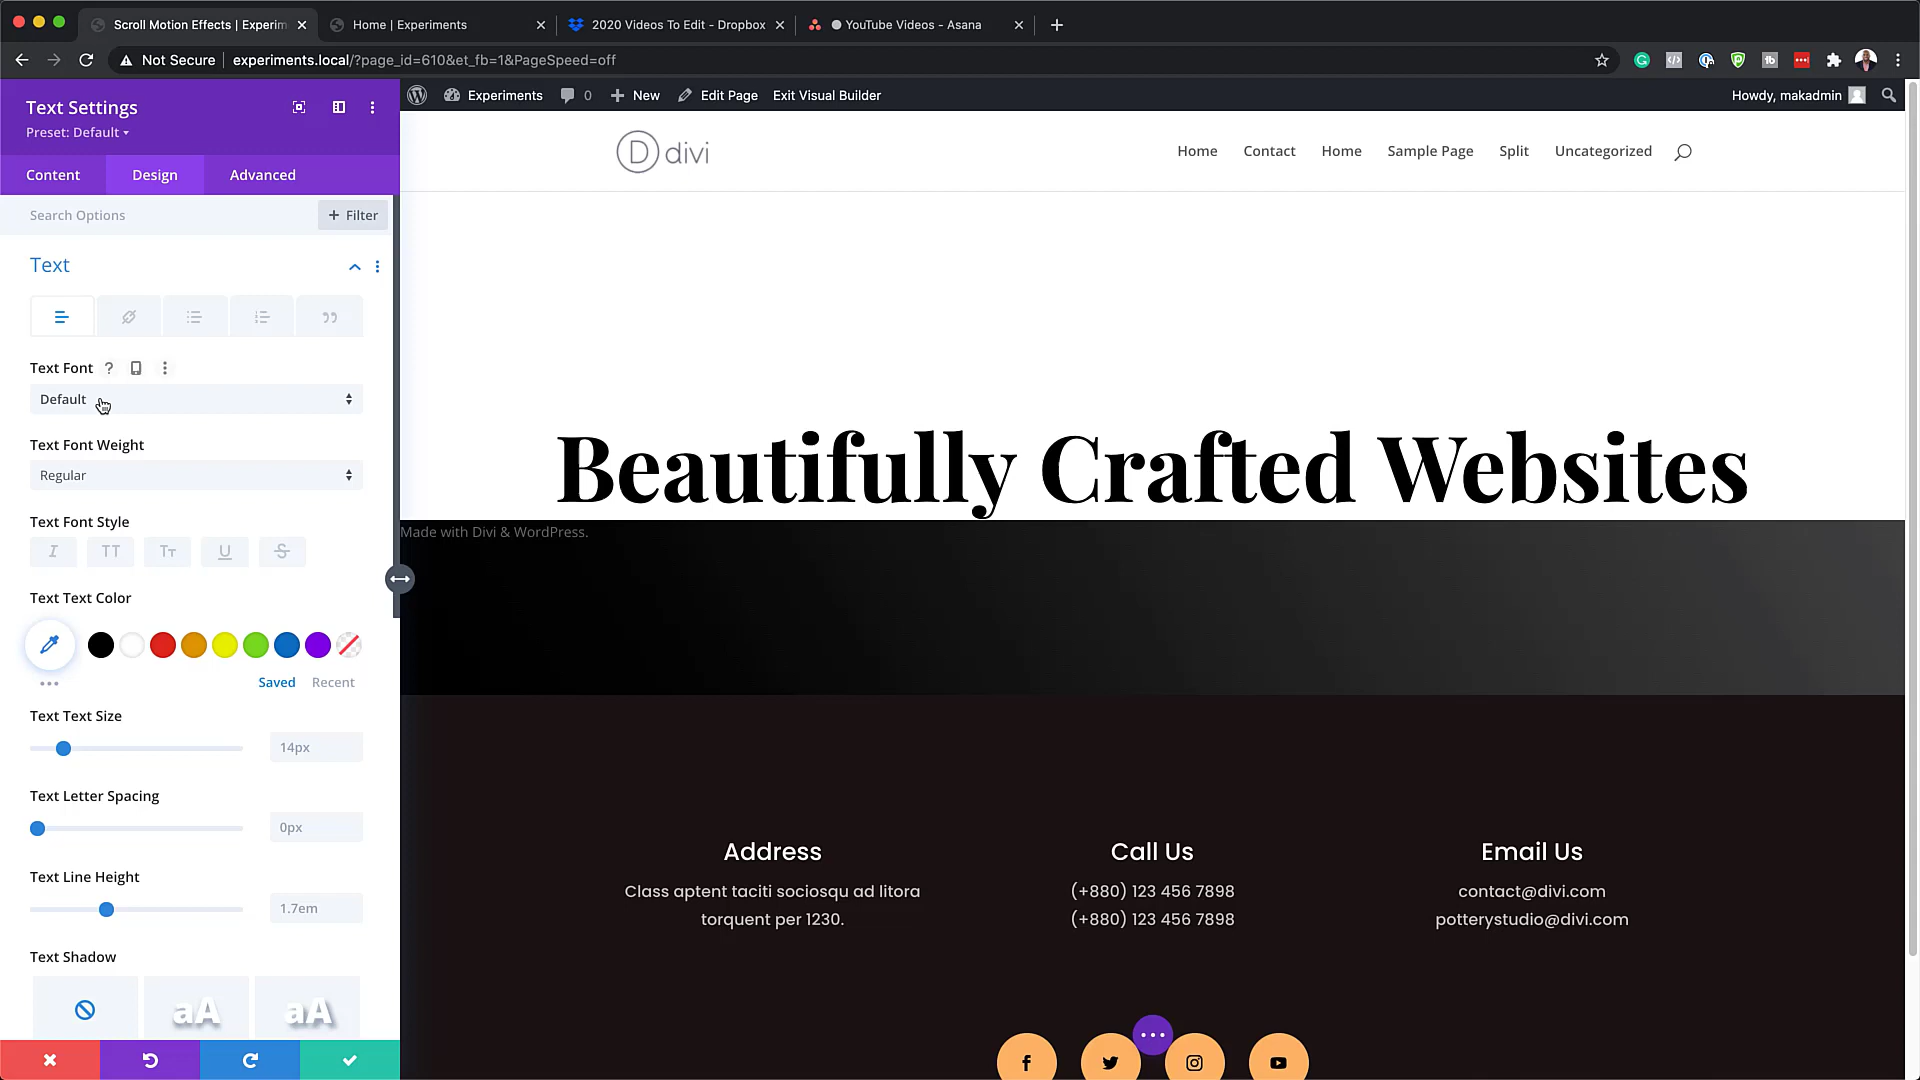 Scroll Motion Effects | Experim
Home | Experiments
2020 Videos To Edit - Dropbox
YouTube Videos - Asana
Not Secure
experiments.local/?page_id=610&et_fb=1&PageSpeed=off
Text Settings
Preset: Default
Experiments
0
New
Edit Page
Exit Visual Builder
Howdy, makadmin
Content
Design
Advanced
D divi
Home
Contact
Home
Sample Page
Split
Uncategorized
Search Options
+ Filter
Text
Text Font ?
Default
Text Font Weight
Regular
Text Font Style
I
TT
Tт
U
S
Beautifully Crafted Websites
Made with Divi & WordPress.
Text Text Color
Saved
Recent
Text Text Size
14px
Text Letter Spacing
0px
Text Line Height
1.7em
Text Shadow
aA
aA
Address
Class aptent taciti sociosqu ad litora
torquent per 1230.
Call Us
(+880) 123 456 7898
(+880) 123 456 7898
Email Us
contact@divi.com
potterystudio@divi.com